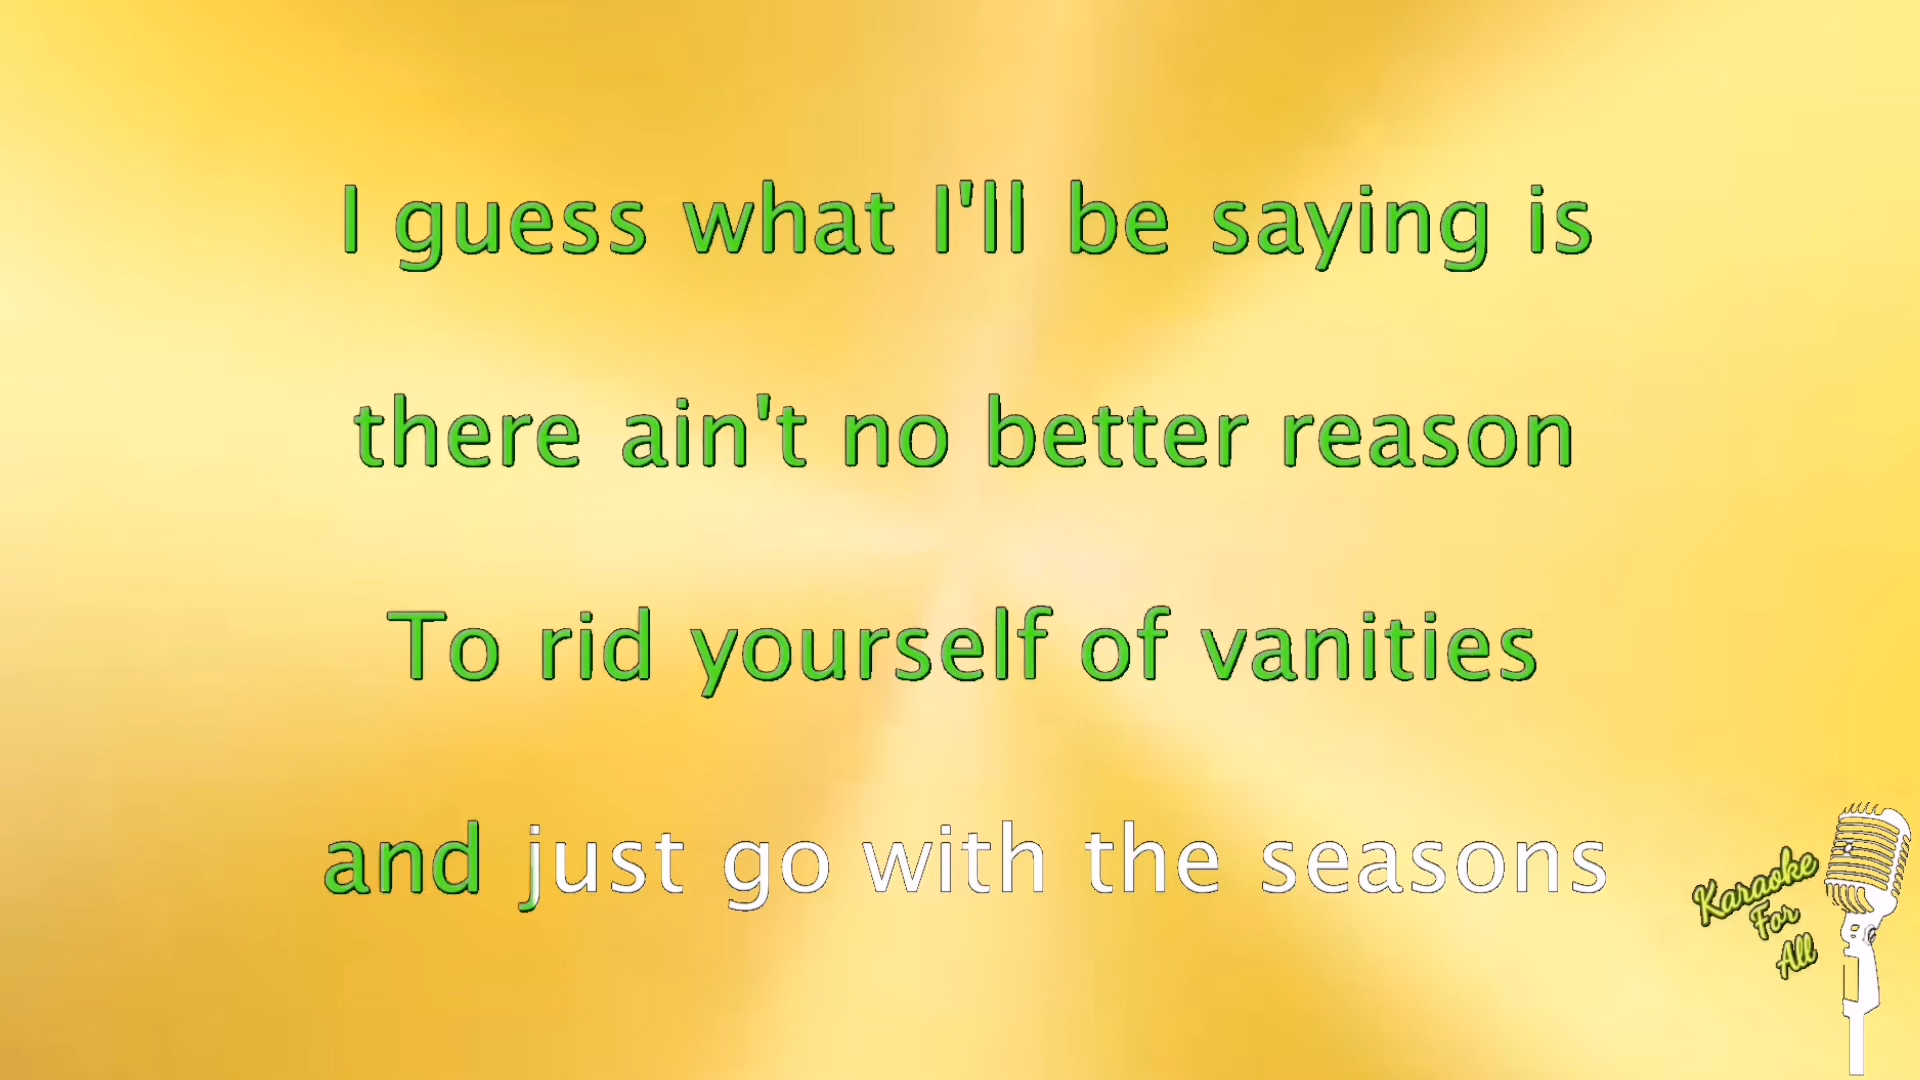 I guess what I'll be saying is
there ain't no better reason
To rid yourself of vanities
and just go with the seasons
Karaoke
For
All